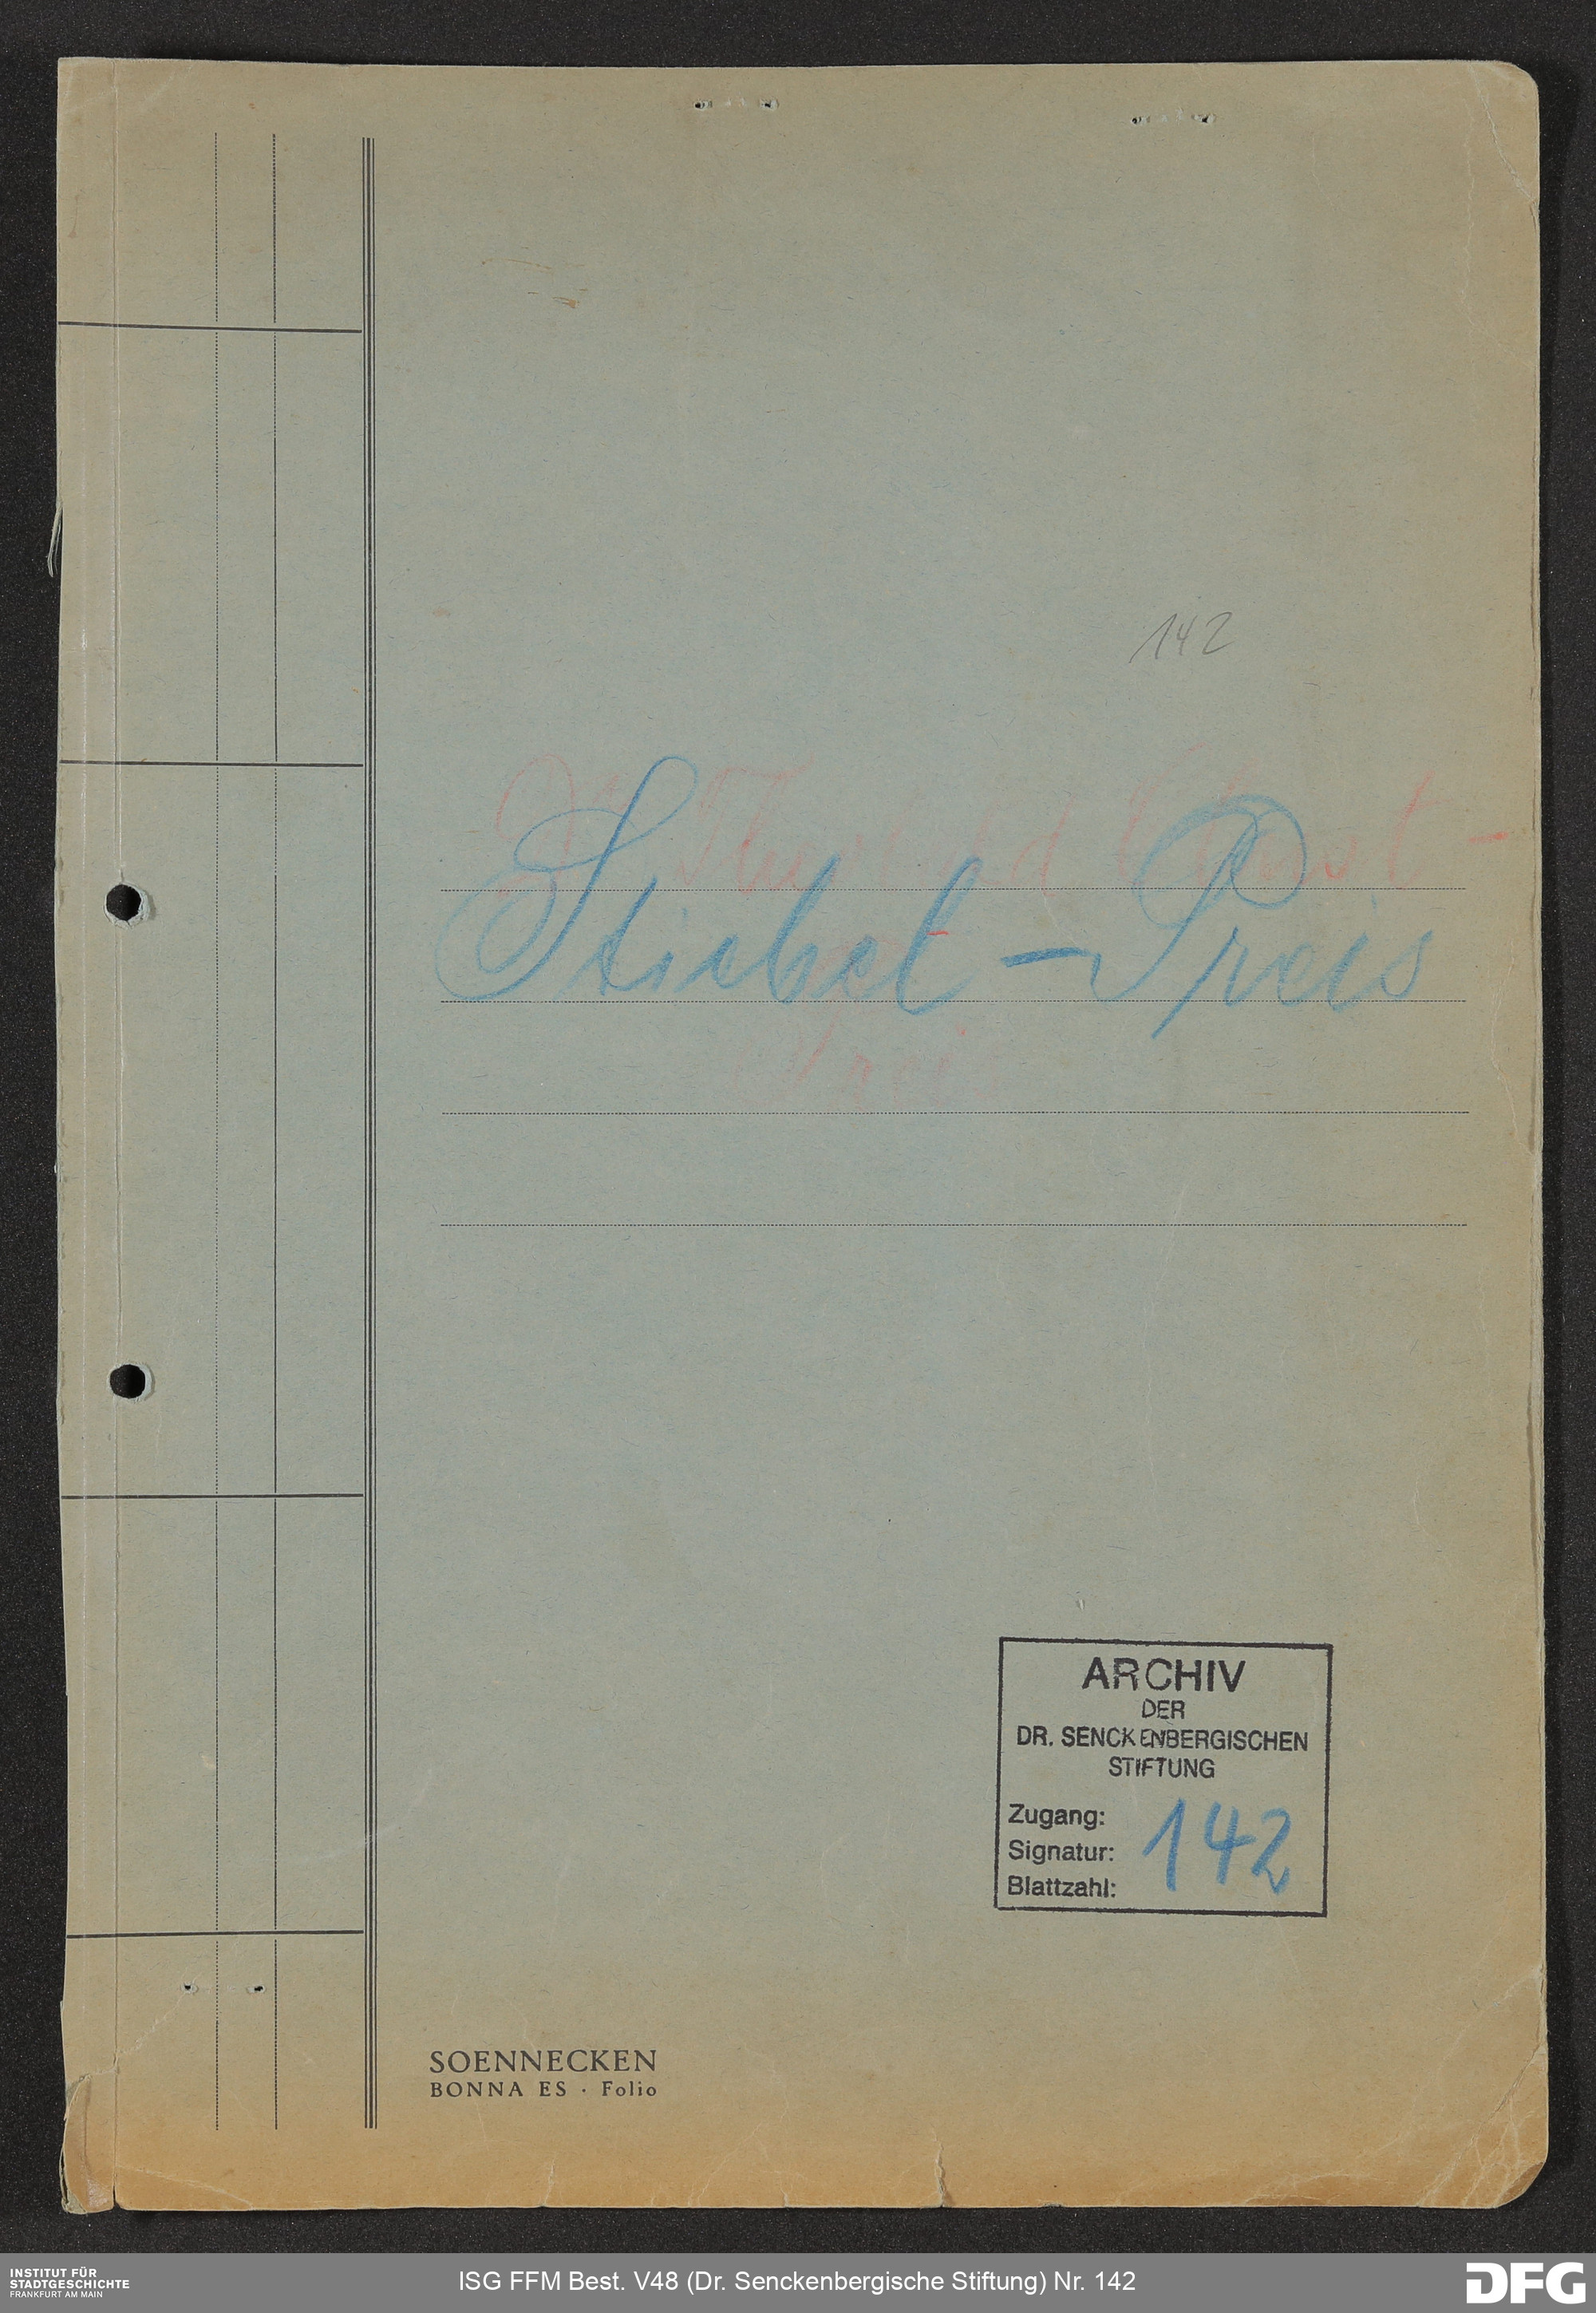 142
Stiebel - Preis
Preis
ARCHIV
DER
DR. SENCKENBERGISCHEN
STIFTUNG
Zugang:
Signatur: 142
Blattzahl:
SOENNECKEN
BONNA ES · Folio
INSTITUT FÜR
STADTGESCHICHTE
FRANKFURT AM MAIN
ISG FFM Best. V48 (Dr. Senckenbergische Stiftung) Nr. 142
DFG